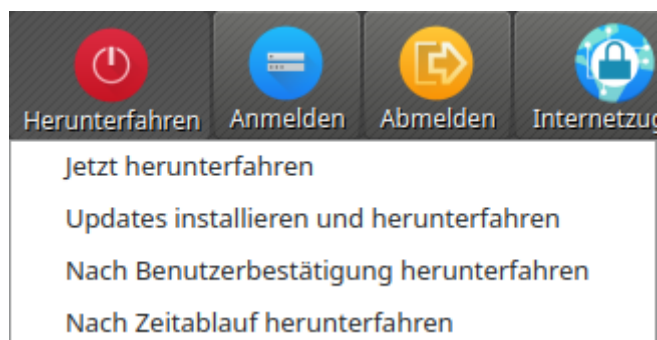 Herunterfahren Anmelden Abmelden
Jetzt herunterfahren
Updates installieren und herunterfahren
Nach Benutzerbestätigung herunterfahren
Nach Zeitablauf herunterfahren